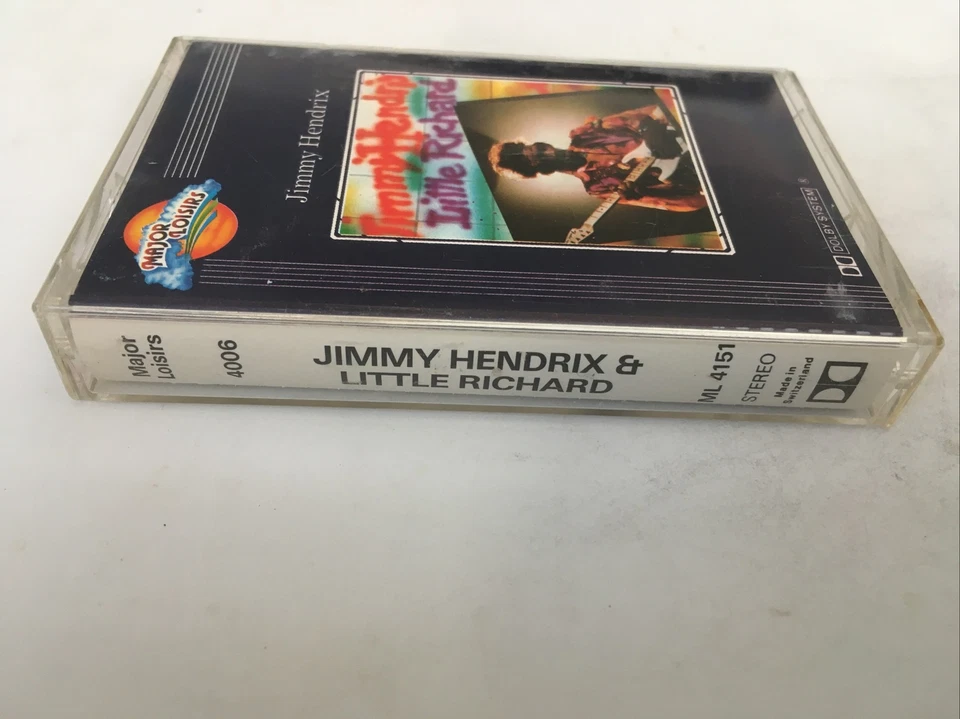 Jimmy Hendrix
Jimmy Hendrix
Little Richard
MAJOR
LOISIRS
DOLBY SYSTEM
Major
Loisirs
4006
JIMMY HENDRIX &
LITTLE RICHARD
ML 4151
STEREO
Made in
Switzerland